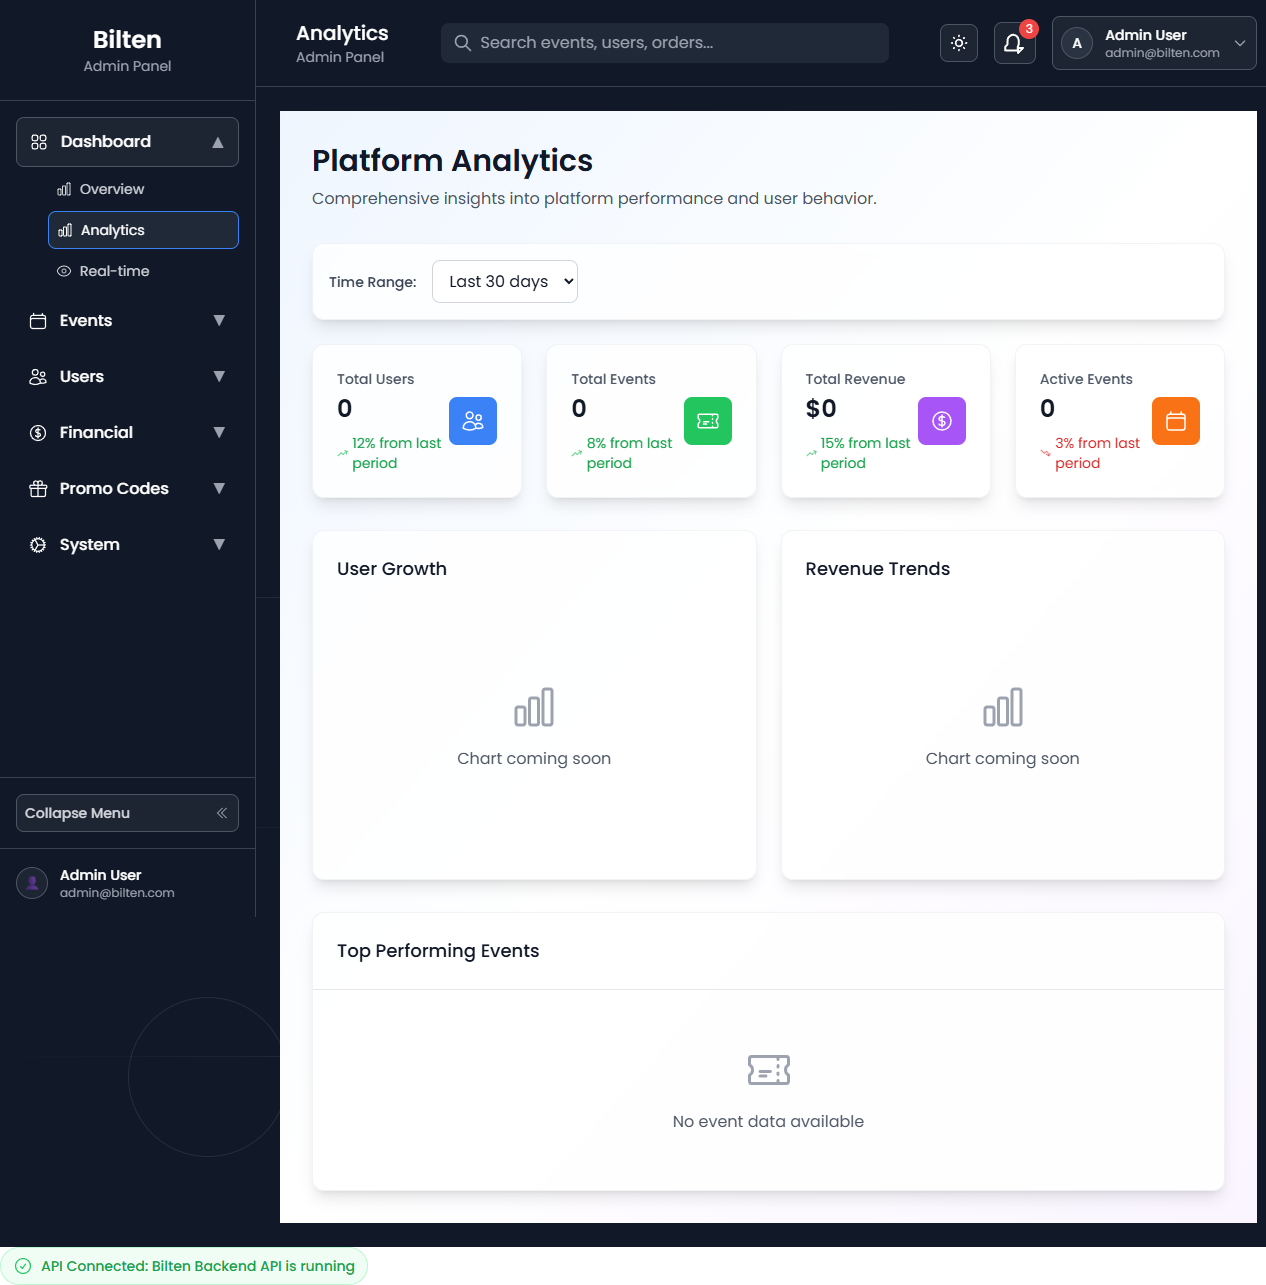 Bilten
Admin Panel
Dashboard
Overview
Analytics
Real-time
Events
Users
Financial
Promo Codes
System
Collapse Menu
Admin User
admin@bilten.com
Analytics
Admin Panel
Search events, users, orders...
3
A
Admin User
admin@bilten.com
Platform Analytics
Comprehensive insights into platform performance and user behavior.
Time Range:
Last 30 days
Total Users
0
12% from last
period
Total Events
0
8% from last
period
Total Revenue
$0
15% from last
period
Active Events
0
3% from last
period
User Growth
Chart coming soon
Revenue Trends
Chart coming soon
Top Performing Events
No event data available
API Connected: Bilten Backend API is running